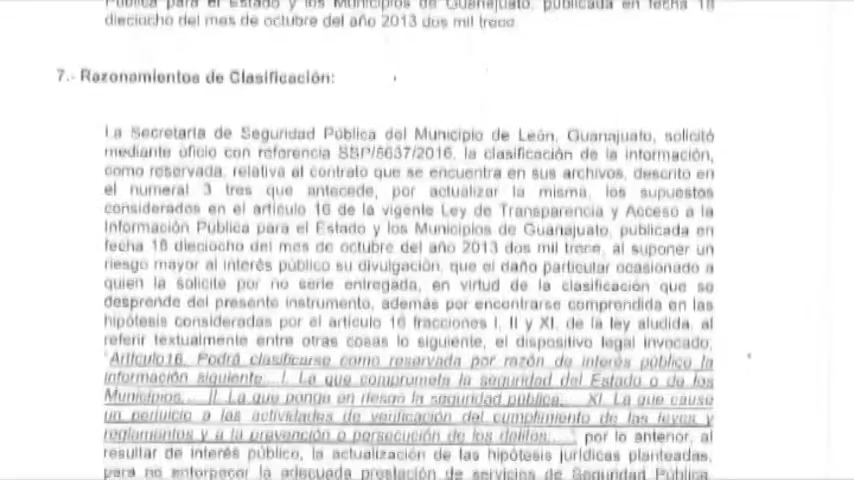 Pública para el Estado y los Municipios de Guanajuato, publicada en fecha 18
dieciocho del mes de octubre del año 2013 dos mil trece.
7.- Razonamientos de Clasificación:
La Secretaría de Seguridad Pública del Municipio de León, Guanajuato, solicitó
mediante oficio con referencia SSP/5637/2016, la clasificación de la información,
como reservada, relativa al contrato que se encuentra en sus archivos, descrito en
el numeral 3 tres que antecede, por actualizar la misma, los supuestos
considerados en el artículo 16 de la vigente Ley de Transparencia y Acceso a la
Información Pública para el Estado y los Municipios de Guanajuato, publicada en
fecha 18 dieciocho del mes de octubre del año 2013 dos mil trece, al suponer un
riesgo mayor al interés público su divulgación, que el daño particular ocasionado a
quien la solicite por no serle entregada, en virtud de la clasificación que se
desprende del presente instrumento, además por encontrarse comprendida en las
hipótesis consideradas por el artículo 16 fracciones I, II y XI, de la ley aludida, al
referir textualmente entre otras cosas lo siguiente, el dispositivo legal invocado:
"Artículo16. Podrá clasificarse como reservada por razón de interés público la
información siguiente... I. La que comprometa la seguridad del Estado o de los
Municipios... II. La que ponga en riesgo la seguridad pública... XI. La que cause
un perjuicio a las actividades de verificación del cumplimiento de las leyes y
reglamentos y a la prevención o persecución de los delitos;..." por lo anterior, al
resultar de interés público, la actualización de las hipótesis jurídicas planteadas,
para no entorpecer la adecuada prestación de servicios de Seguridad Pública,